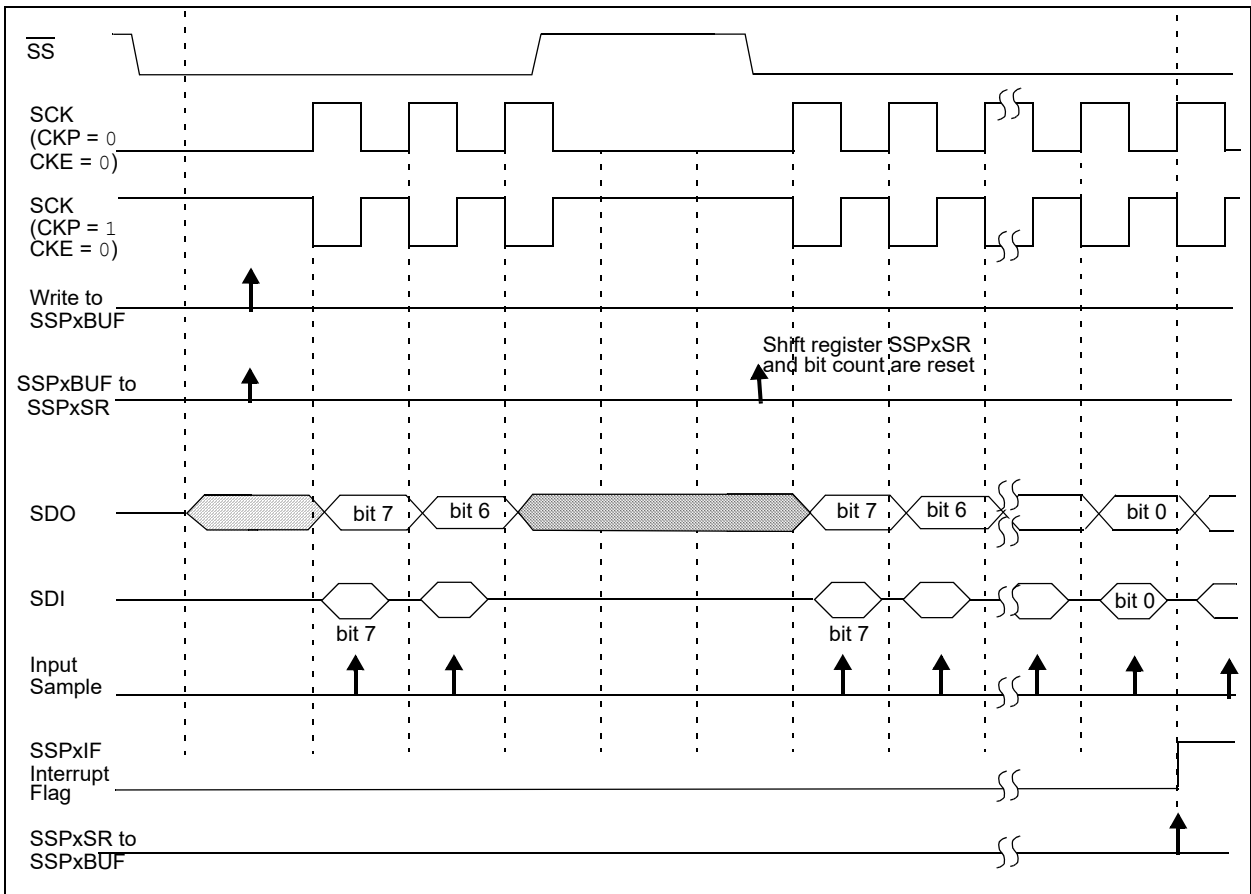 SS
SCK
(CKP = 0
CKE = 0)
SCK
(CKP = 1
CKE = 0)
Write to
SSPxBUF
Shift register SSPxSR
and bit count are reset
SSPxBUF to
SSPxSR
SDO
bit 7
bit 6
bit 7
bit 6
bit 0
SDI
bit 0
bit 7
bit 7
Input
Sample
SSPxIF
Interrupt
Flag
SSPxSR to
SSPxBUF